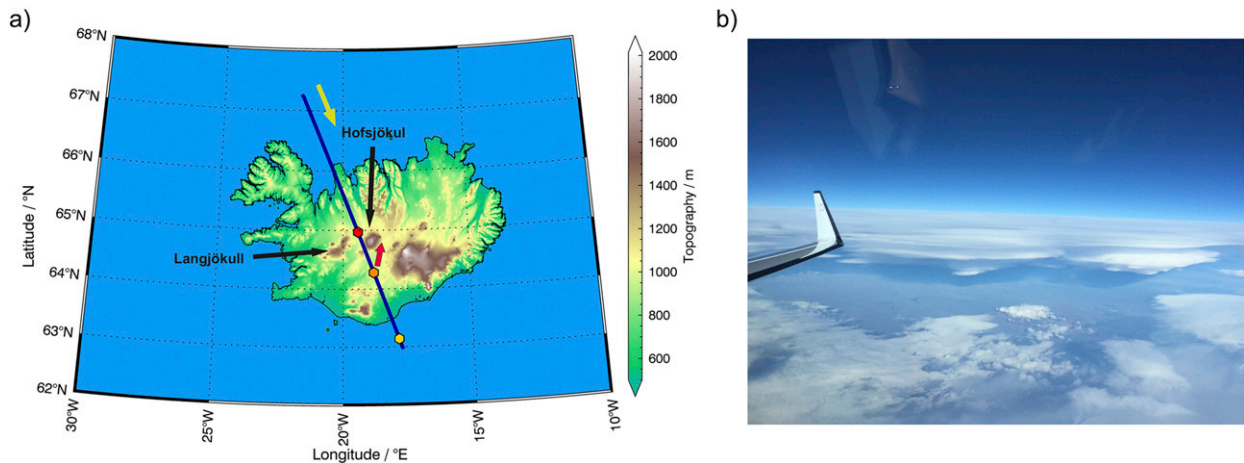 a)
b)
68°N
67°N
66°N
65°N
64°N
63°N
62°N
Latitude / °N
Hofsjökul
Langjökull
30°W
25°W
20°W
15°W
10°W
Longitude / °E
2000
1800
1600
1400
1200
1000
800
600
Topography / m